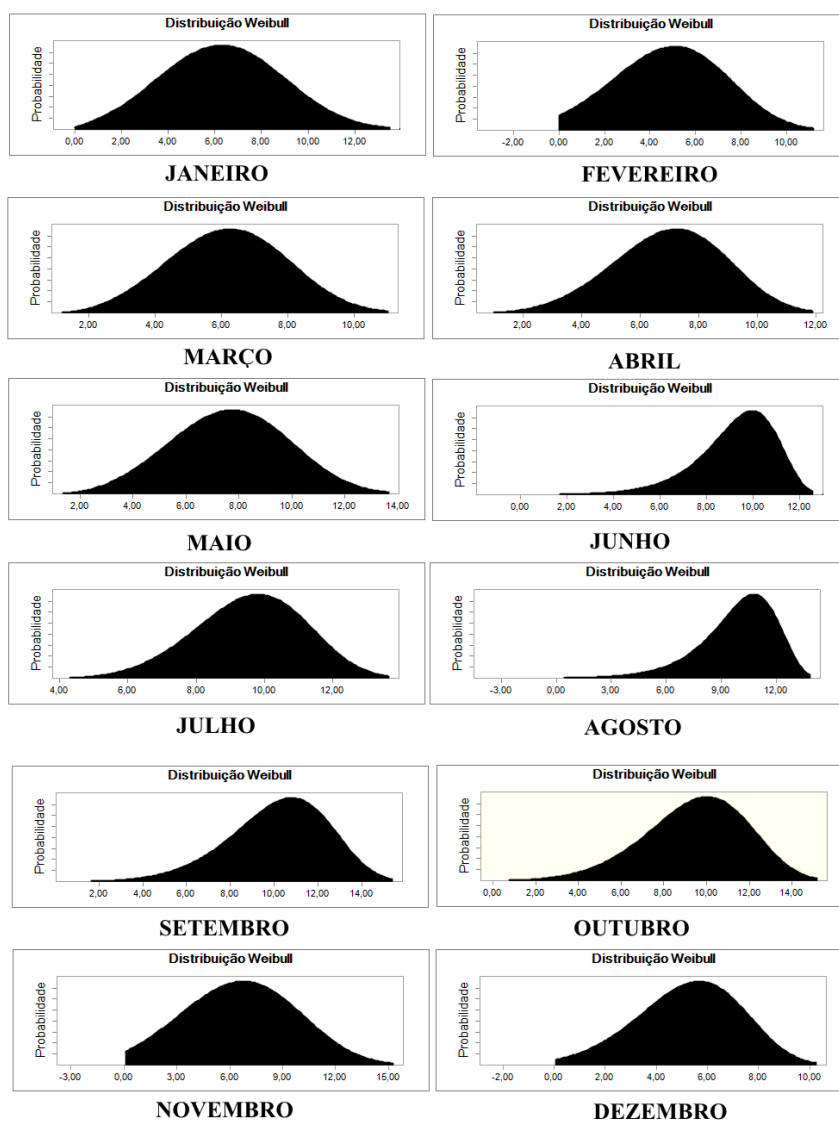 Distribuição Weibull
Probabilidade
0,00 2,00 4,00 6,00 8,00 10,00 12,00
JANEIRO
Distribuição Weibull
Probabilidade
-2,00 0,00 2,00 4,00 6,00 8,00 10,00
FEVEREIRO
Distribuição Weibull
Probabilidade
2,00 4,00 6,00 8,00 10,00
MARÇO
Distribuição Weibull
Probabilidade
2,00 4,00 6,00 8,00 10,00 12,00
ABRIL
Distribuição Weibull
Probabilidade
2,00 4,00 6,00 8,00 10,00 12,00 14,00
MAIO
Distribuição Weibull
Probabilidade
0,00 2,00 4,00 6,00 8,00 10,00 12,00
JUNHO
Distribuição Weibull
Probabilidade
4,00 6,00 8,00 10,00 12,00
JULHO
Distribuição Weibull
Probabilidade
-3,00 0,00 3,00 6,00 9,00 12,00
AGOSTO
Distribuição Weibull
Probabilidade
2,00 4,00 6,00 8,00 10,00 12,00 14,00
SETEMBRO
Distribuição Weibull
Probabilidade
0,00 2,00 4,00 6,00 8,00 10,00 12,00 14,00
OUTUBRO
Distribuição Weibull
Probabilidade
-3,00 0,00 3,00 6,00 9,00 12,00 15,00
NOVEMBRO
Distribuição Weibull
Probabilidade
-2,00 0,00 2,00 4,00 6,00 8,00 10,00
DEZEMBRO